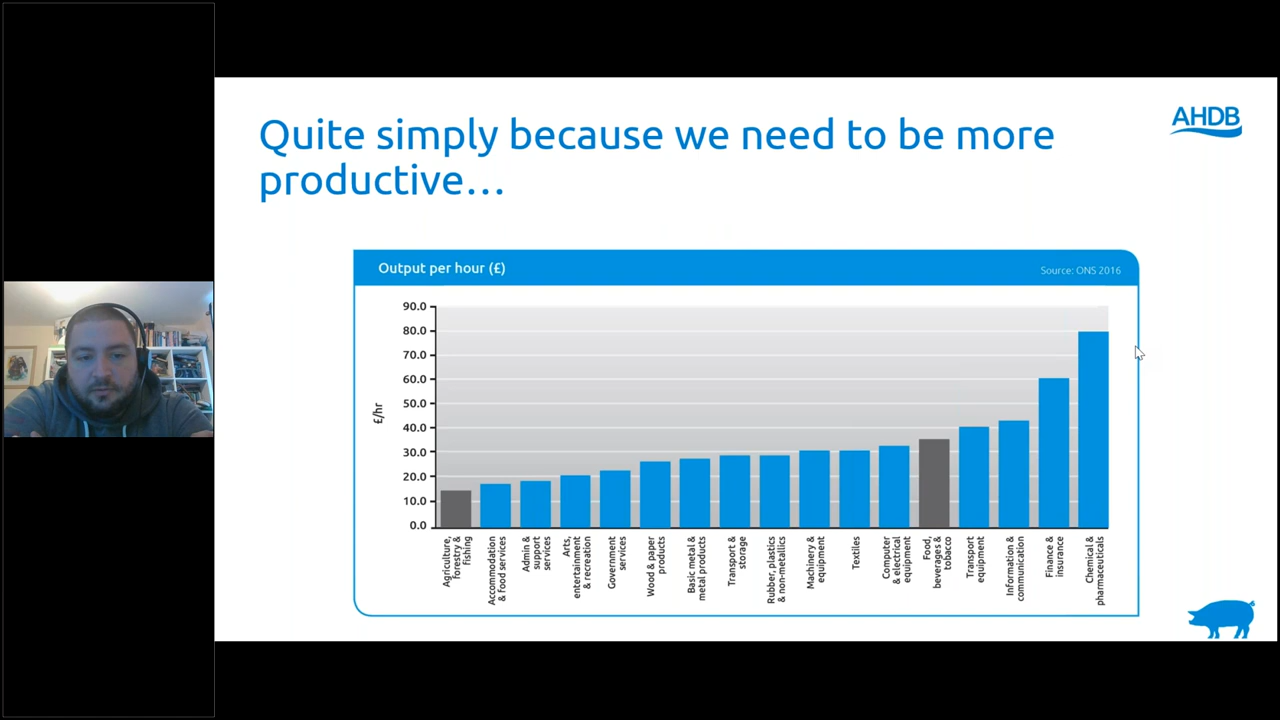 Quite simply because we need to be more
productive…
AHDB
Output per hour (£)
Source: ONS 2016
90.0
80.0
70.0
60.0
50.0
40.0
30.0
20.0
10.0
0.0
£/hr
Agriculture,
forestry &
fishing
Accommodation
& food services
Admin &
support
services
Arts,
entertainment
& recreation
Government
services
Wood & paper
products
Basic metal &
metal products
Transport &
storage
Rubber, plastics
& non-metallics
Machinery &
equipment
Textiles
Computer
& electrical
equipment
Food,
beverages &
tobacco
Transport
equipment
Information &
communication
Finance &
insurance
Chemical &
pharmaceuticals